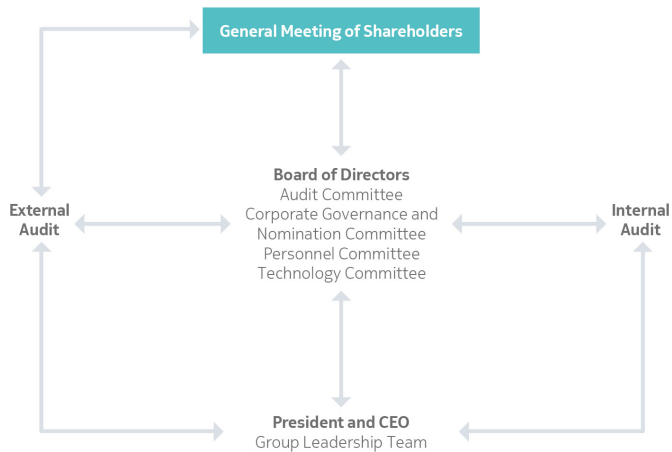 General Meeting of Shareholders
Board of Directors
Audit Committee
Corporate Governance and
Nomination Committee
Personnel Committee
Technology Committee
External
Audit
Internal
Audit
President and CEO
Group Leadership Team